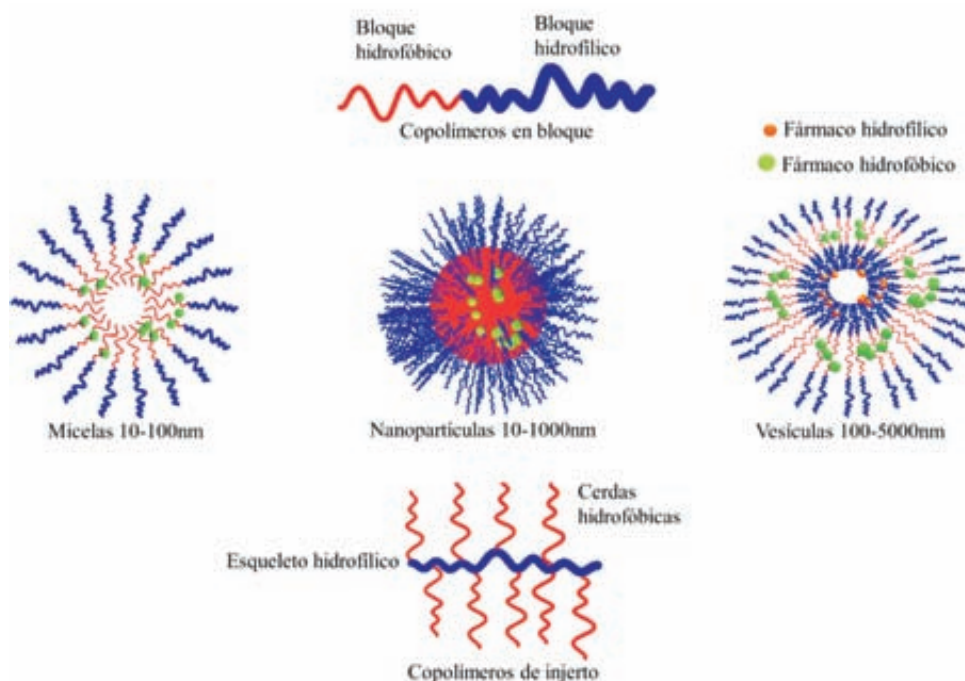 Bloque
hidrofóbico
Bloque
hidrofílico
Copolímeros en bloque
Fármaco hidrofílico
Fármaco hidrofóbico
Micelas 10-100nm
Nanopartículas 10-1000nm
Vesículas 100-5000nm
Cerdas
hidrofóbicas
Esqueleto hidrofílico
Copolímeros de injerto